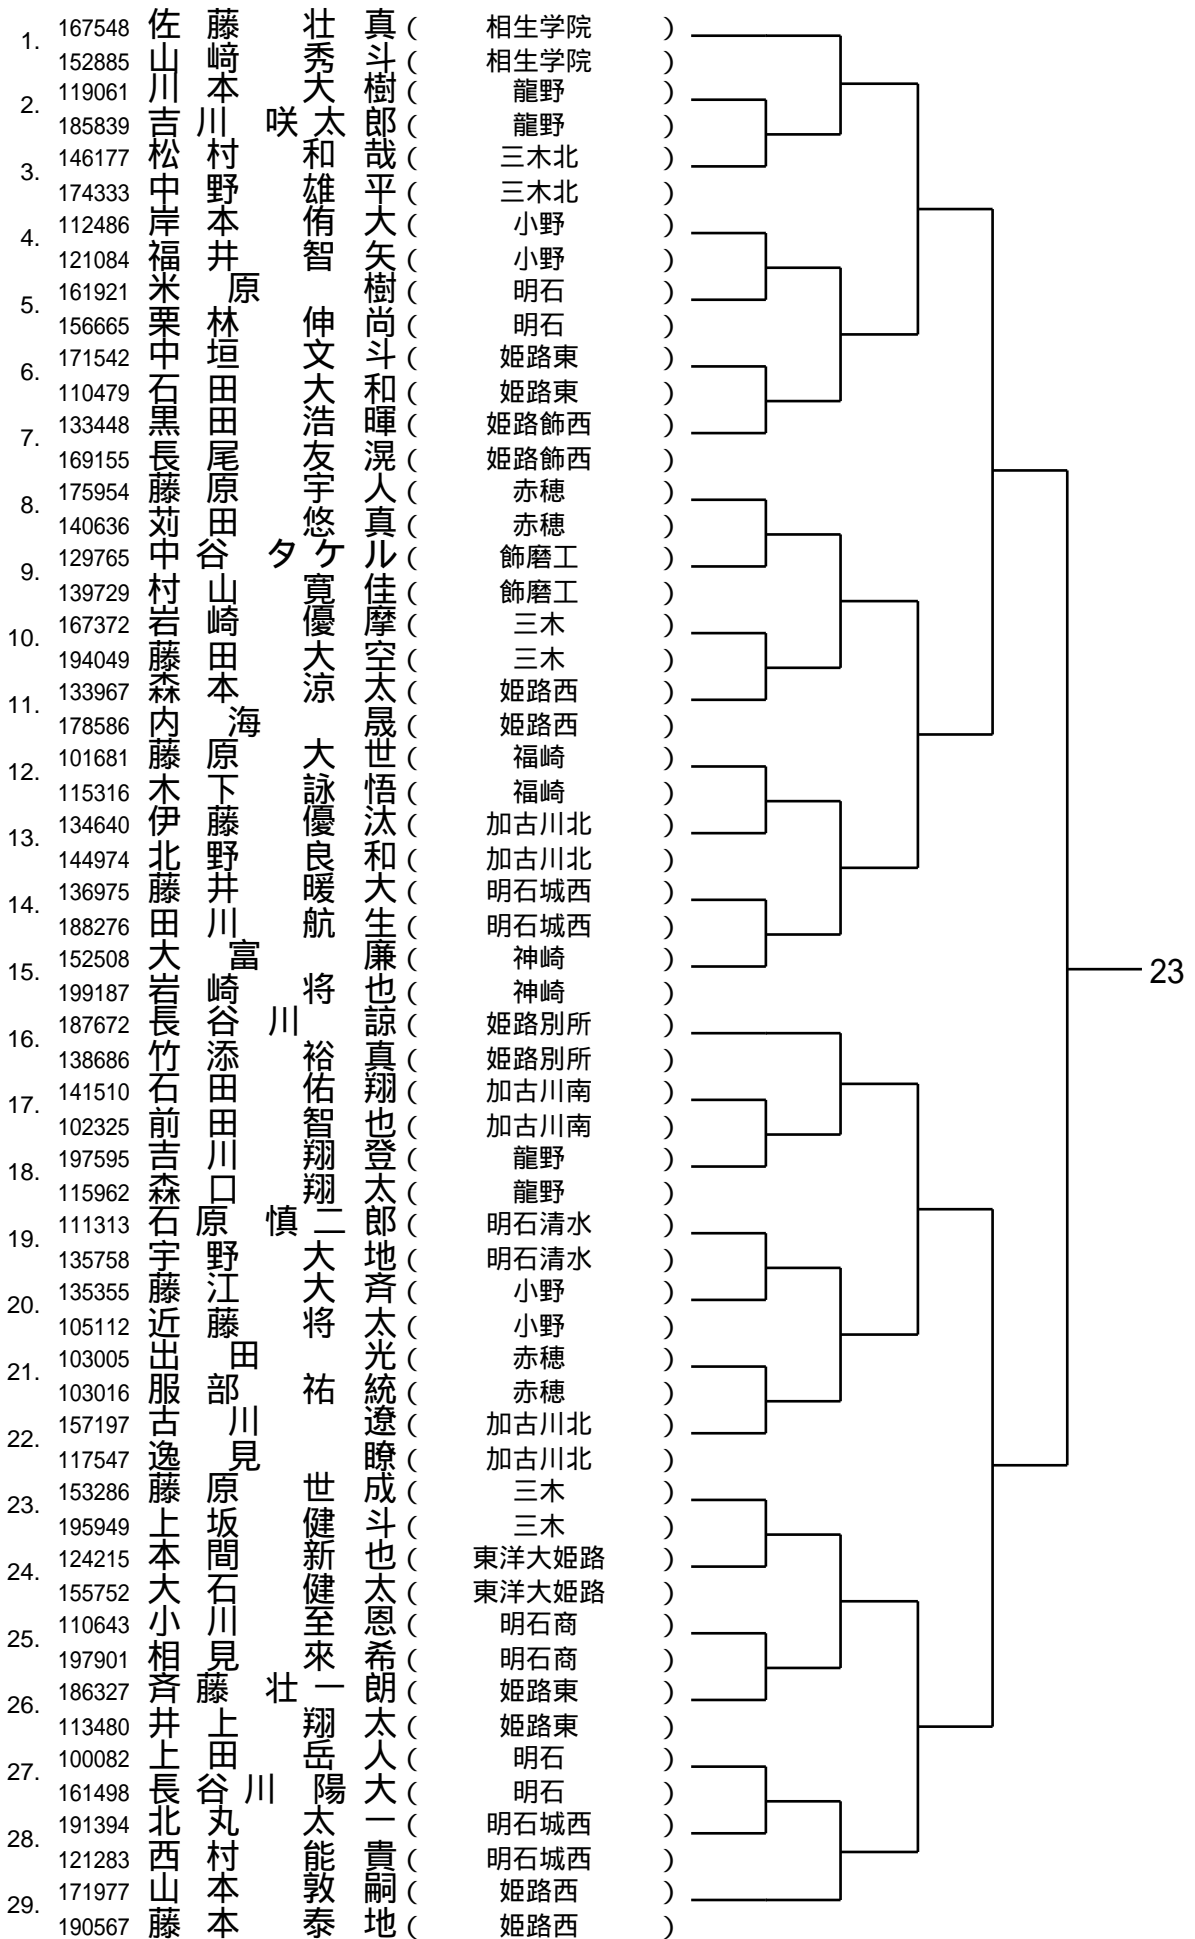 1. 167548 佐藤 壮真 ( 相生学院 )
152885 山﨑 秀斗 ( 相生学院 )
2. 119061 川本 大樹 ( 龍野 )
185839 吉川 咲太郎 ( 龍野 )
3. 146177 松村 和哉 ( 三木北 )
174333 中野 雄平 ( 三木北 )
4. 112486 岸本 侑大 ( 小野 )
121084 福井 智矢 ( 小野 )
5. 161921 米原 樹 ( 明石 )
156665 栗林 伸尚 ( 明石 )
6. 171542 中垣 文斗 ( 姫路東 )
110479 石田 大和 ( 姫路東 )
7. 133448 黒田 浩暉 ( 姫路飾西 )
169155 長尾 友滉 ( 姫路飾西 )
8. 175954 藤原 宇人 ( 赤穂 )
140636 苅田 悠真 ( 赤穂 )
9. 129765 中谷 タケル ( 飾磨工 )
139729 村山 寛佳 ( 飾磨工 )
10. 167372 岩崎 優摩 ( 三木 )
194049 藤田 大空 ( 三木 )
11. 133967 森本 涼太 ( 姫路西 )
178586 内海 晟 ( 姫路西 )
12. 101681 藤原 大世 ( 福崎 )
115316 木下 詠悟 ( 福崎 )
13. 134640 伊藤 優汰 ( 加古川北 )
144974 北野 良和 ( 加古川北 )
14. 136975 藤井 暖大 ( 明石城西 )
188276 田川 航生 ( 明石城西 )
15. 152508 大富 廉 ( 神崎 )
199187 岩崎 将也 ( 神崎 )
23
16. 187672 長谷川 諒 ( 姫路別所 )
138686 竹添 裕真 ( 姫路別所 )
17. 141510 石田 佑翔 ( 加古川南 )
102325 前田 智也 ( 加古川南 )
18. 197595 吉川 翔登 ( 龍野 )
115962 森口 翔太 ( 龍野 )
19. 111313 石原 慎二郎 ( 明石清水 )
135758 宇野 大地 ( 明石清水 )
20. 135355 藤江 大斉 ( 小野 )
105112 近藤 将太 ( 小野 )
21. 103005 出田 光 ( 赤穂 )
103016 服部 祐統 ( 赤穂 )
22. 157197 古川 遼 ( 加古川北 )
117547 逸見 瞭 ( 加古川北 )
23. 153286 藤原 世成 ( 三木 )
195949 上坂 健斗 ( 三木 )
24. 124215 本間 新也 ( 東洋大姫路 )
155752 大石 健太 ( 東洋大姫路 )
25. 110643 小川 至恩 ( 明石商 )
197901 相見 來希 ( 明石商 )
26. 186327 斉藤 壮一朗 ( 姫路東 )
113480 井上 翔太 ( 姫路東 )
27. 100082 上田 岳人 ( 明石 )
161498 長谷川 陽大 ( 明石 )
28. 191394 北丸 太一 ( 明石城西 )
121283 西村 能貴 ( 明石城西 )
29. 171977 山本 敦嗣 ( 姫路西 )
190567 藤本 泰地 ( 姫路西 )